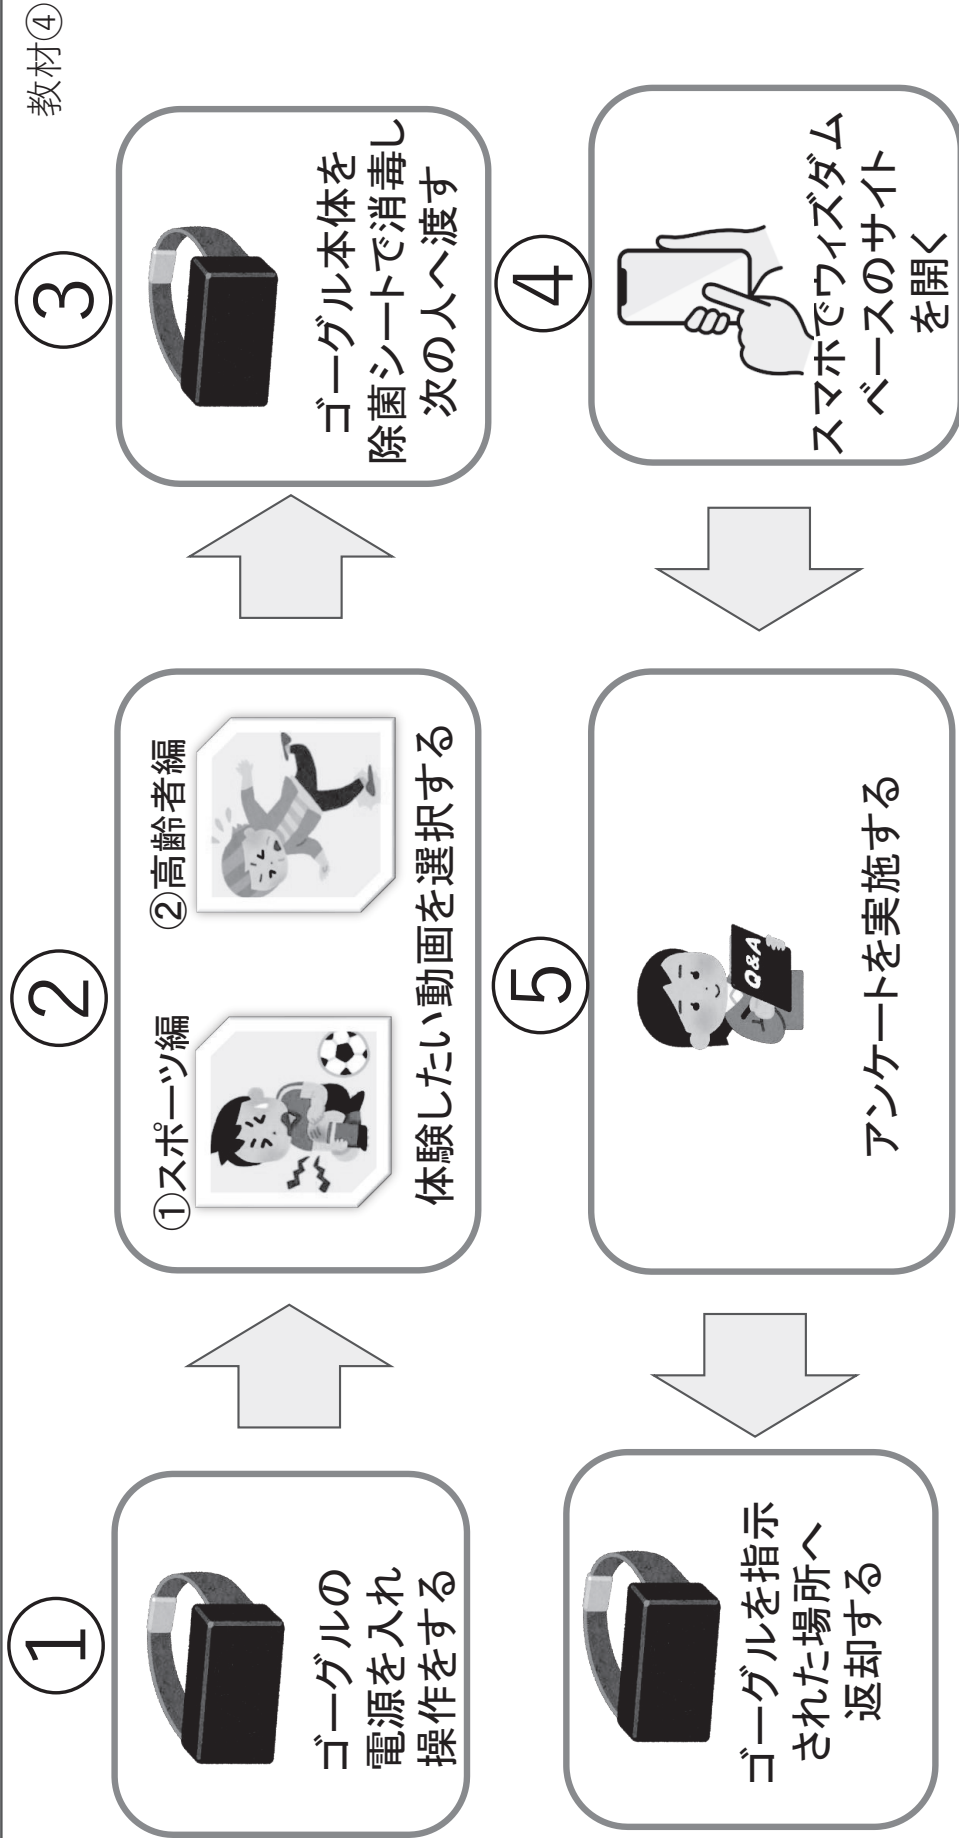 教材④
①
ゴーグルの
電源を入れ
操作をする
②
①スポーツ編
②高齢者編
体験したい動画を選択する
③
ゴーグル本体を
除菌シートで消毒し
次の人へ渡す
④
スマホでウィズダム
ベースのサイト
を開く
⑤
Q&A
アンケートを実施する
ゴーグルを指示
された場所へ
返却する